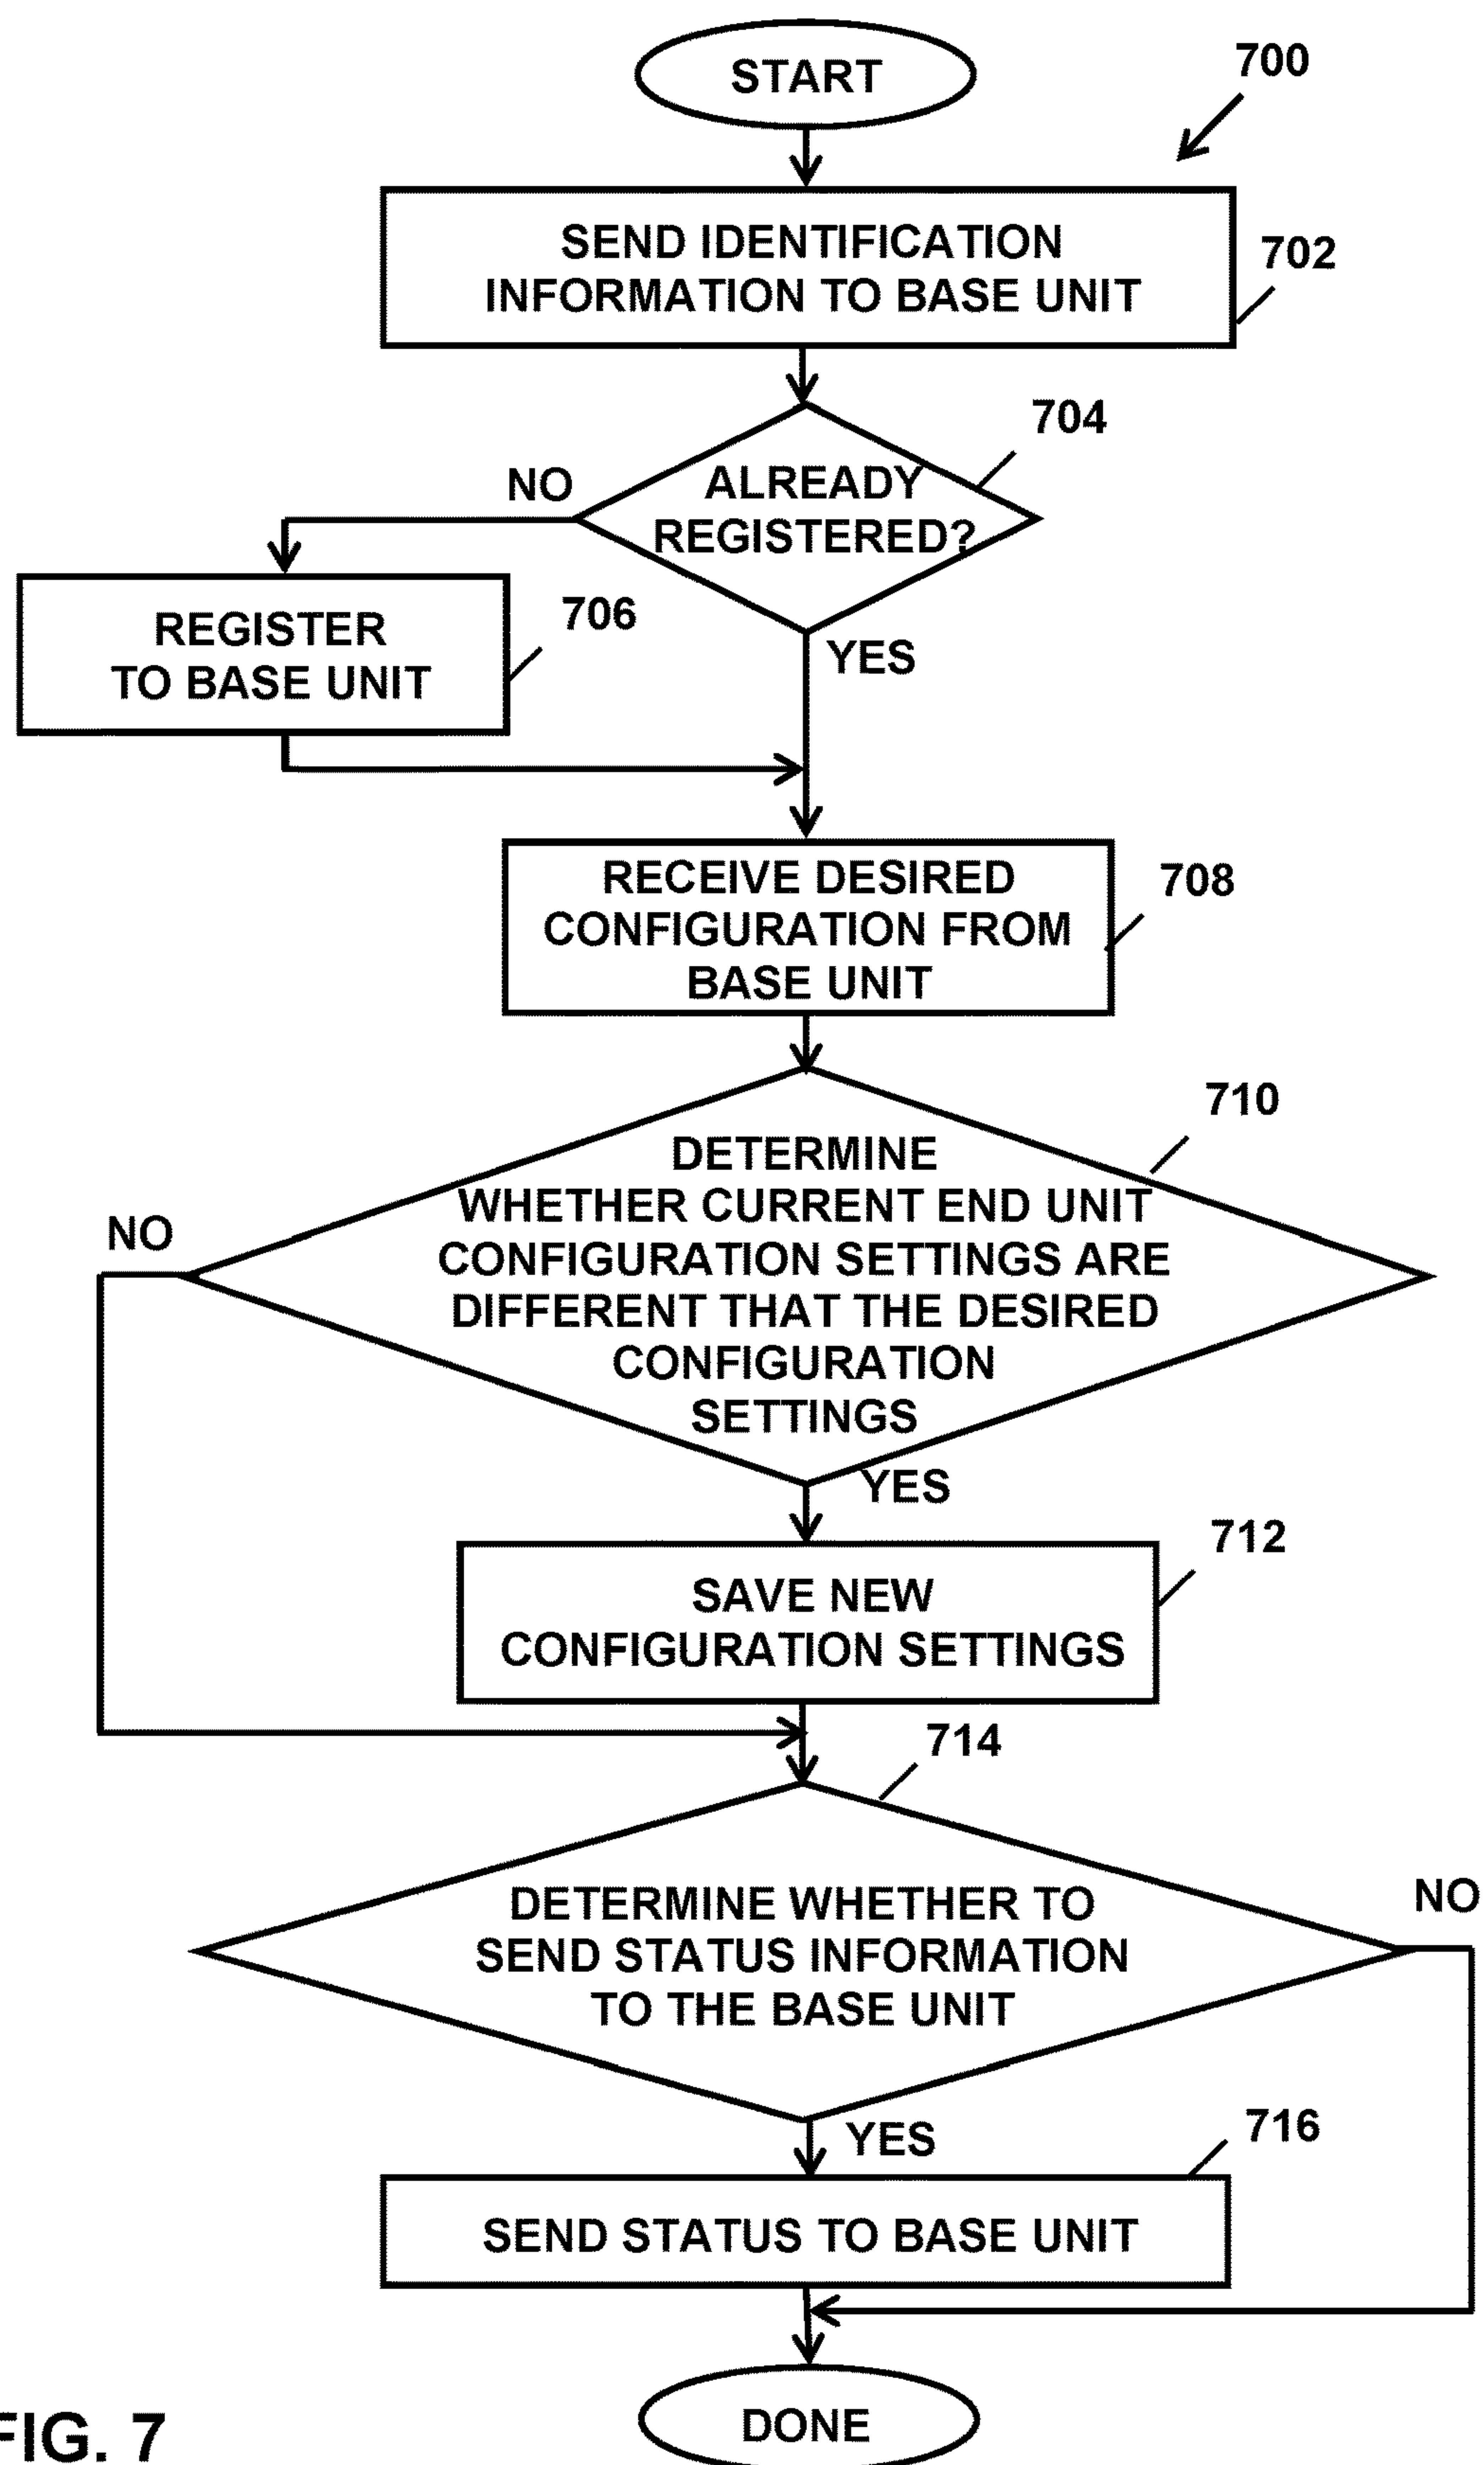 START
700
SEND IDENTIFICATION
INFORMATION TO BASE UNIT
702
704
ALREADY
REGISTERED?
NO
YES
REGISTER
TO BASE UNIT
706
RECEIVE DESIRED
CONFIGURATION FROM
BASE UNIT
708
710
DETERMINE
WHETHER CURRENT END UNIT
CONFIGURATION SETTINGS ARE
DIFFERENT THAT THE DESIRED
CONFIGURATION
SETTINGS
NO
YES
712
SAVE NEW
CONFIGURATION SETTINGS
714
DETERMINE WHETHER TO
SEND STATUS INFORMATION
TO THE BASE UNIT
NO
YES
716
SEND STATUS TO BASE UNIT
DONE
FIG. 7